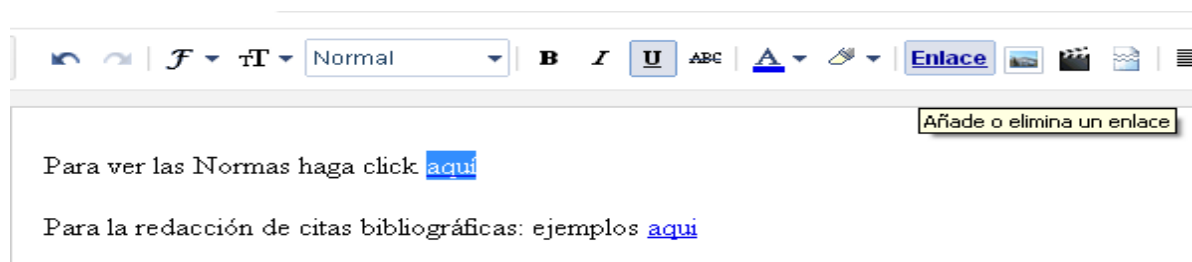 F T Normal B I U ABC A Enlace
Añade o elimina un enlace
Para ver las Normas haga click aquí
Para la redacción de citas bibliográficas: ejemplos aqui